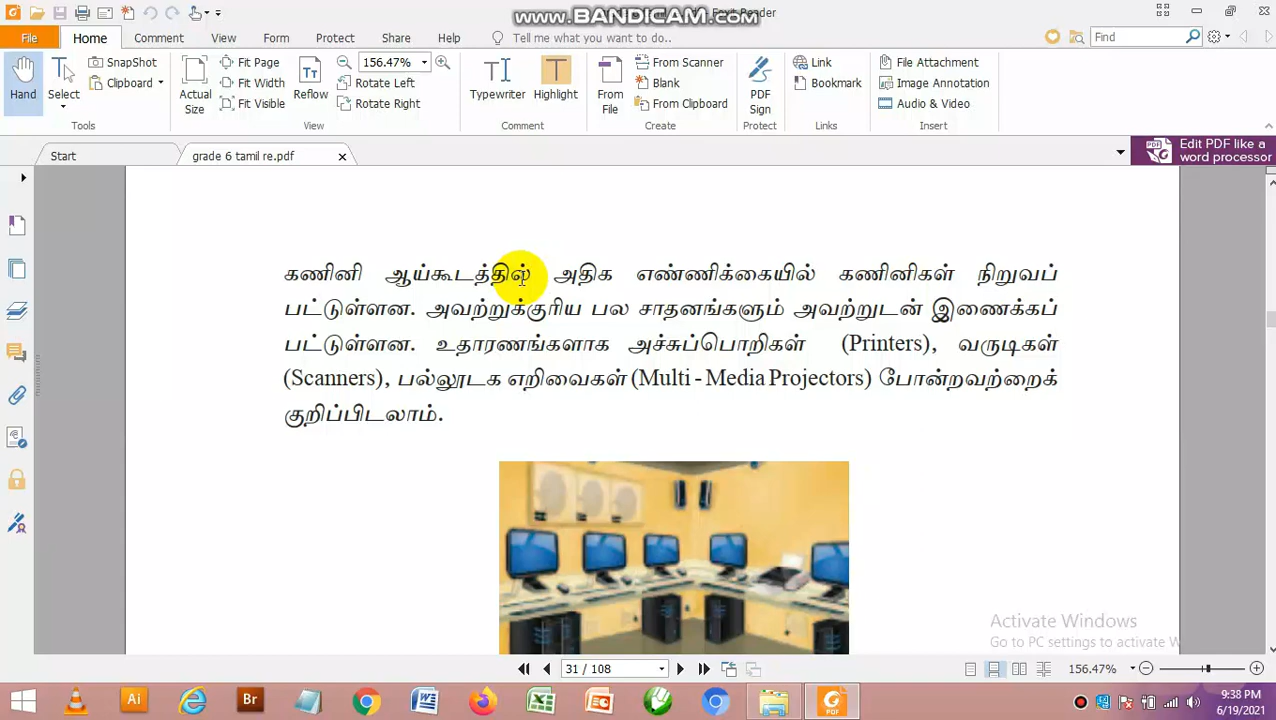 www.BANDICAM.com
File Home Comment View Form Protect Share Help Tell me what you want to do.. Find
Hand
Select
SnapShot
Clipboard
Actual Size
Fit Page
Fit Width
Fit Visible
Reflow
156.47%
Rotate Left
Rotate Right
Typewriter
Highlight
From File
From Scanner
Blank
From Clipboard
PDF Sign
Link
Bookmark
File Attachment
Image Annotation
Audio & Video
Tools View Comment Create Protect Links Insert
Start grade 6 tamil re.pdf
Edit PDF like a
word processor
கணினி ஆய்கூடத்தில் அதிக எண்ணிக்கையில் கணினிகள் நிறுவப்
பட்டுள்ளன. அவற்றுக்குரிய பல சாதனங்களும் அவற்றுடன் இணைக்கப்
பட்டுள்ளன. உதாரணங்களாக அச்சுப்பொறிகள் (Printers), வருடிகள்
(Scanners), பல்லூடக எறிவைகள் (Multi - Media Projectors) போன்றவற்றைக்
குறிப்பிடலாம்.
Activate Windows
Go to PC settings to activate W
31 / 108 156.47%
Ai Br PDF
9:38 PM
6/19/2021